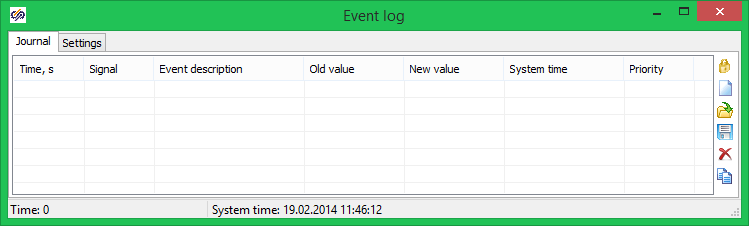 Event log
Journal Settings
Time, s Signal Event description Old value New value System time Priority
Time: 0 System time: 19.02.2014 11:46:12